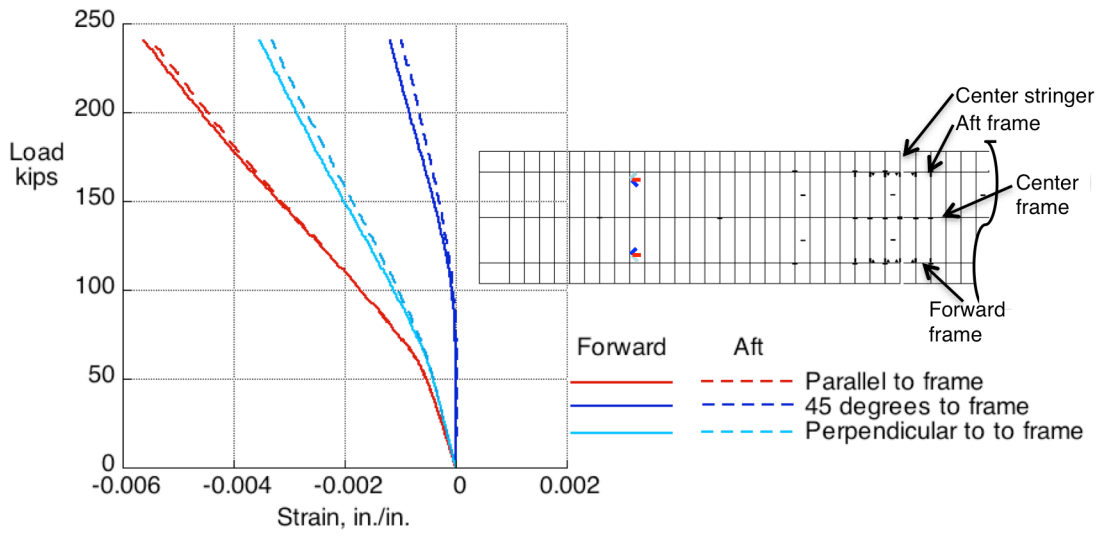 250
200
150
100
50
0
Load
kips
-0.006
-0.004
-0.002
0
0.002
Strain, in./in.
Center stringer
Aft frame
Center
frame
Forward
frame
Forward Aft
Parallel to frame
45 degrees to frame
Perpendicular to to frame